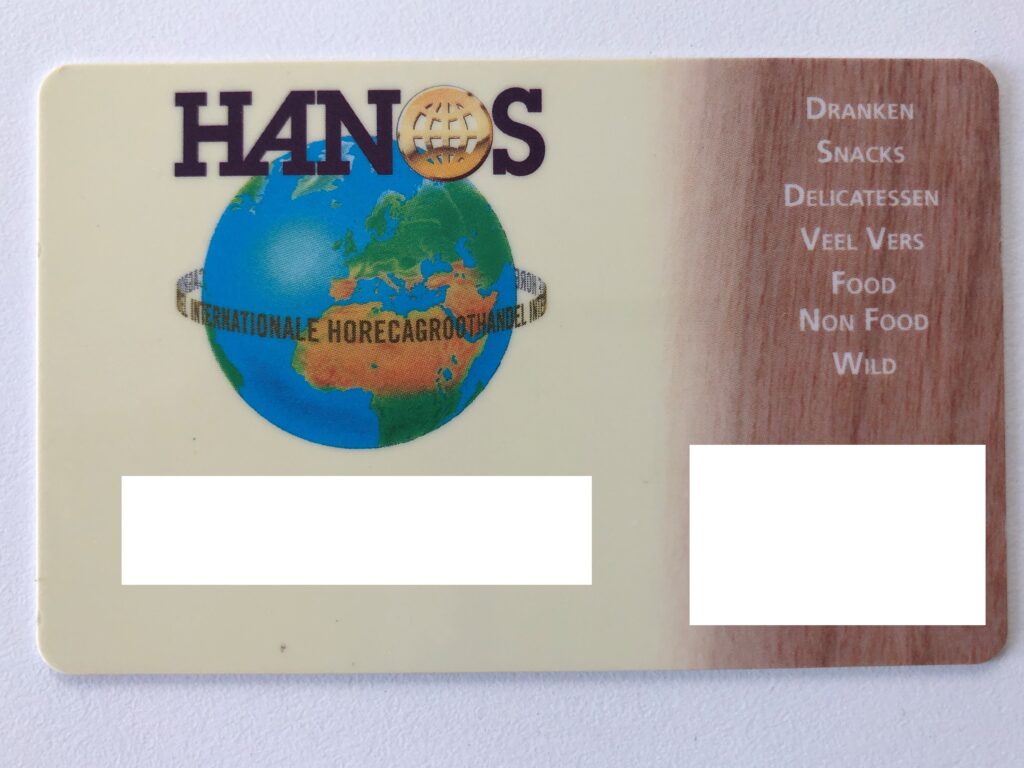 HANOS
INTERNATIONALE HORECAGROOTHANDEL
Dranken
Snacks
Delicatessen
Veel Vers
Food
Non Food
Wild